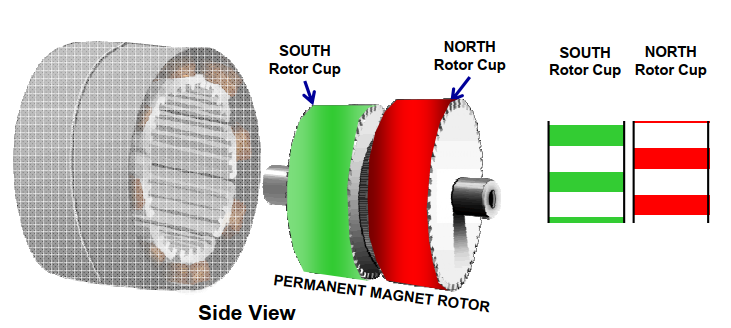 SOUTH
Rotor Cup
NORTH
Rotor Cup
SOUTH
Rotor Cup
NORTH
Rotor Cup
PERMANENT MAGNET ROTOR
Side View